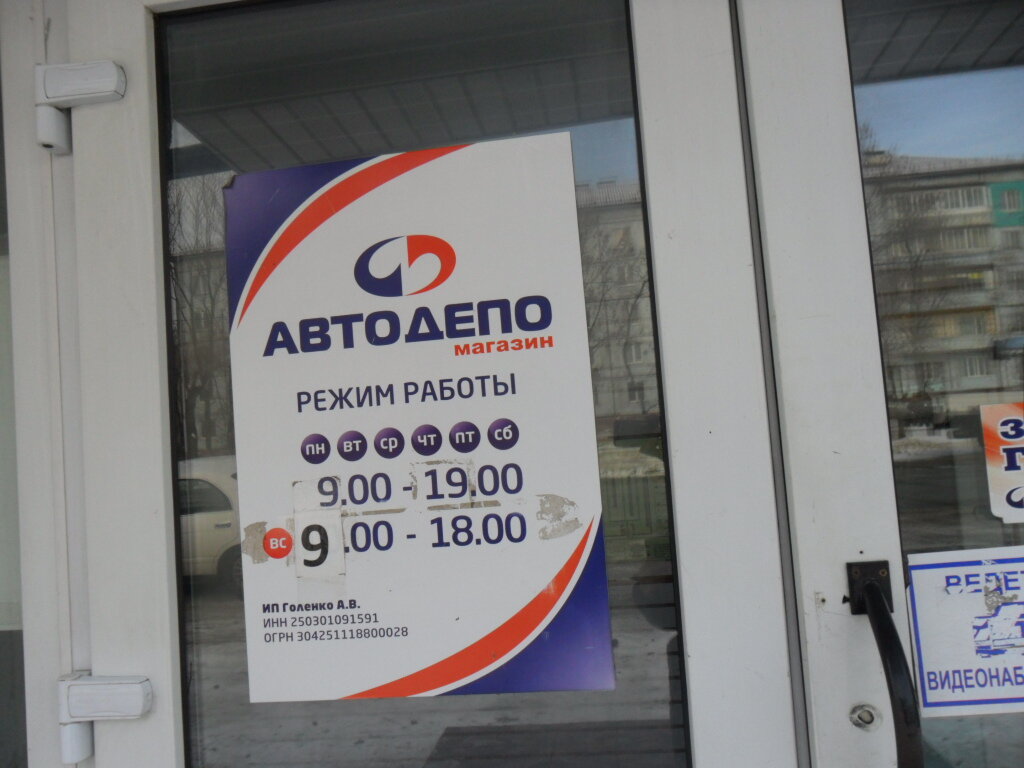 АВТОДЕПО
магазин
РЕЖИМ РАБОТЫ
пн вт ср чт пт сб
9.00 - 19.00
вс 9.00 - 18.00
ИП Голенко А.В.
ИНН 250301091591
ОГРН 304251118800028
З
Г
ВЕДЕТ
ВИДЕОНАБ